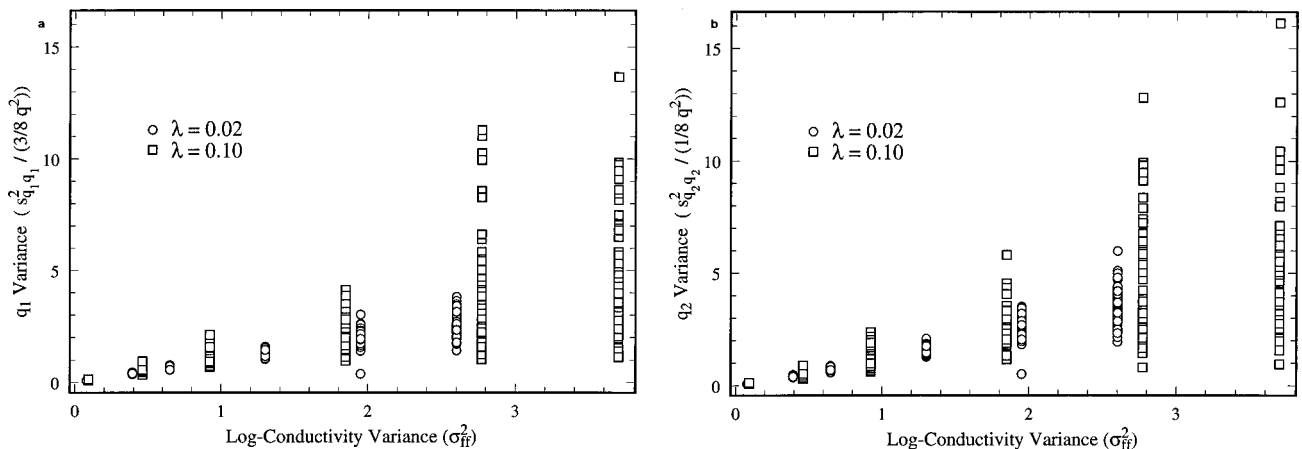 a
15
10
5
0
q1 Variance ( s²q1q1 / (3/8 q²))
λ = 0.02
λ = 0.10
0 1 2 3
Log-Conductivity Variance (σ²ff)
b
15
10
5
0
q2 Variance ( s²q2q2 / (1/8 q²))
λ = 0.02
λ = 0.10
0 1 2 3
Log-Conductivity Variance (σ²ff)